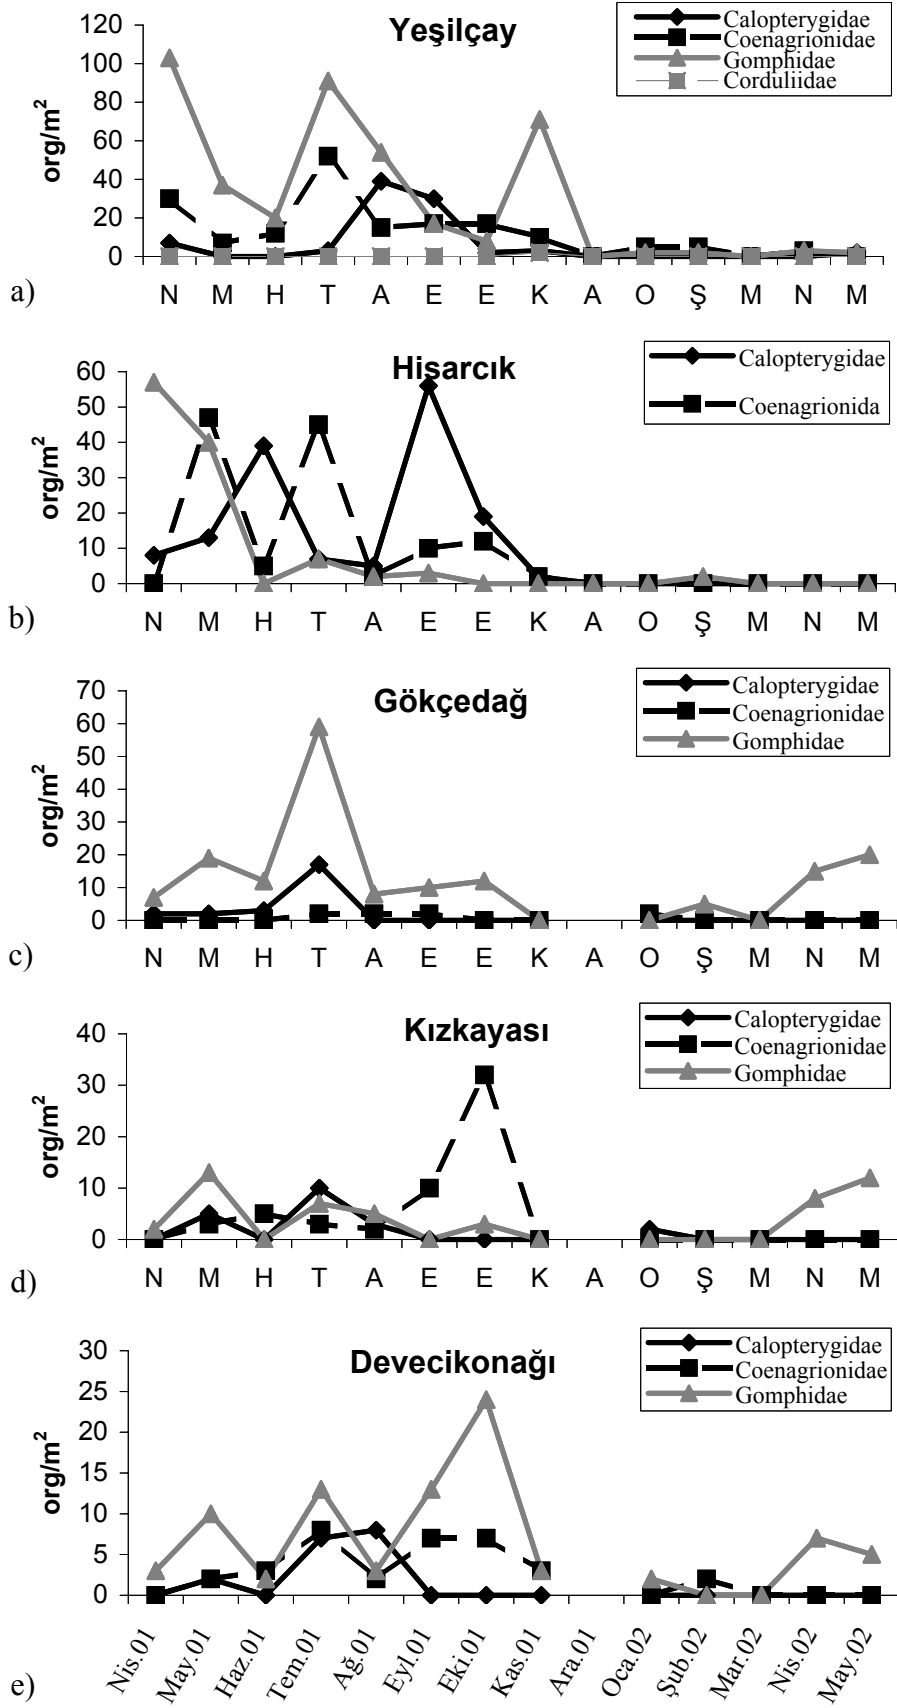 Yeşilçay
Calopterygidae
Coenagrionidae
Gomphidae
Corduliidae
org/m²
120
100
80
60
40
20
0
a)
N M H T A E E K A O Ş M N M
Hisarcık
Calopterygidae
Coenagrionida
org/m²
60
50
40
30
20
10
0
b)
N M H T A E E K A O Ş M N M
Gökçedağ
Calopterygidae
Coenagrionidae
Gomphidae
org/m²
70
60
50
40
30
20
10
0
c)
N M H T A E E K A O Ş M N M
Kızkayası
Calopterygidae
Coenagrionidae
Gomphidae
org/m²
40
30
20
10
0
d)
N M H T A E E K A O Ş M N M
Devecikonağı
Calopterygidae
Coenagrionidae
Gomphidae
org/m²
30
25
20
15
10
5
0
e)
Nis.01 May.01 Haz.01 Tem.01 Ağ.01 Eyl.01 Eki.01 Kas.01 Ara.01 Oca.02 Şub.02 Mar.02 Nis.02 May.02